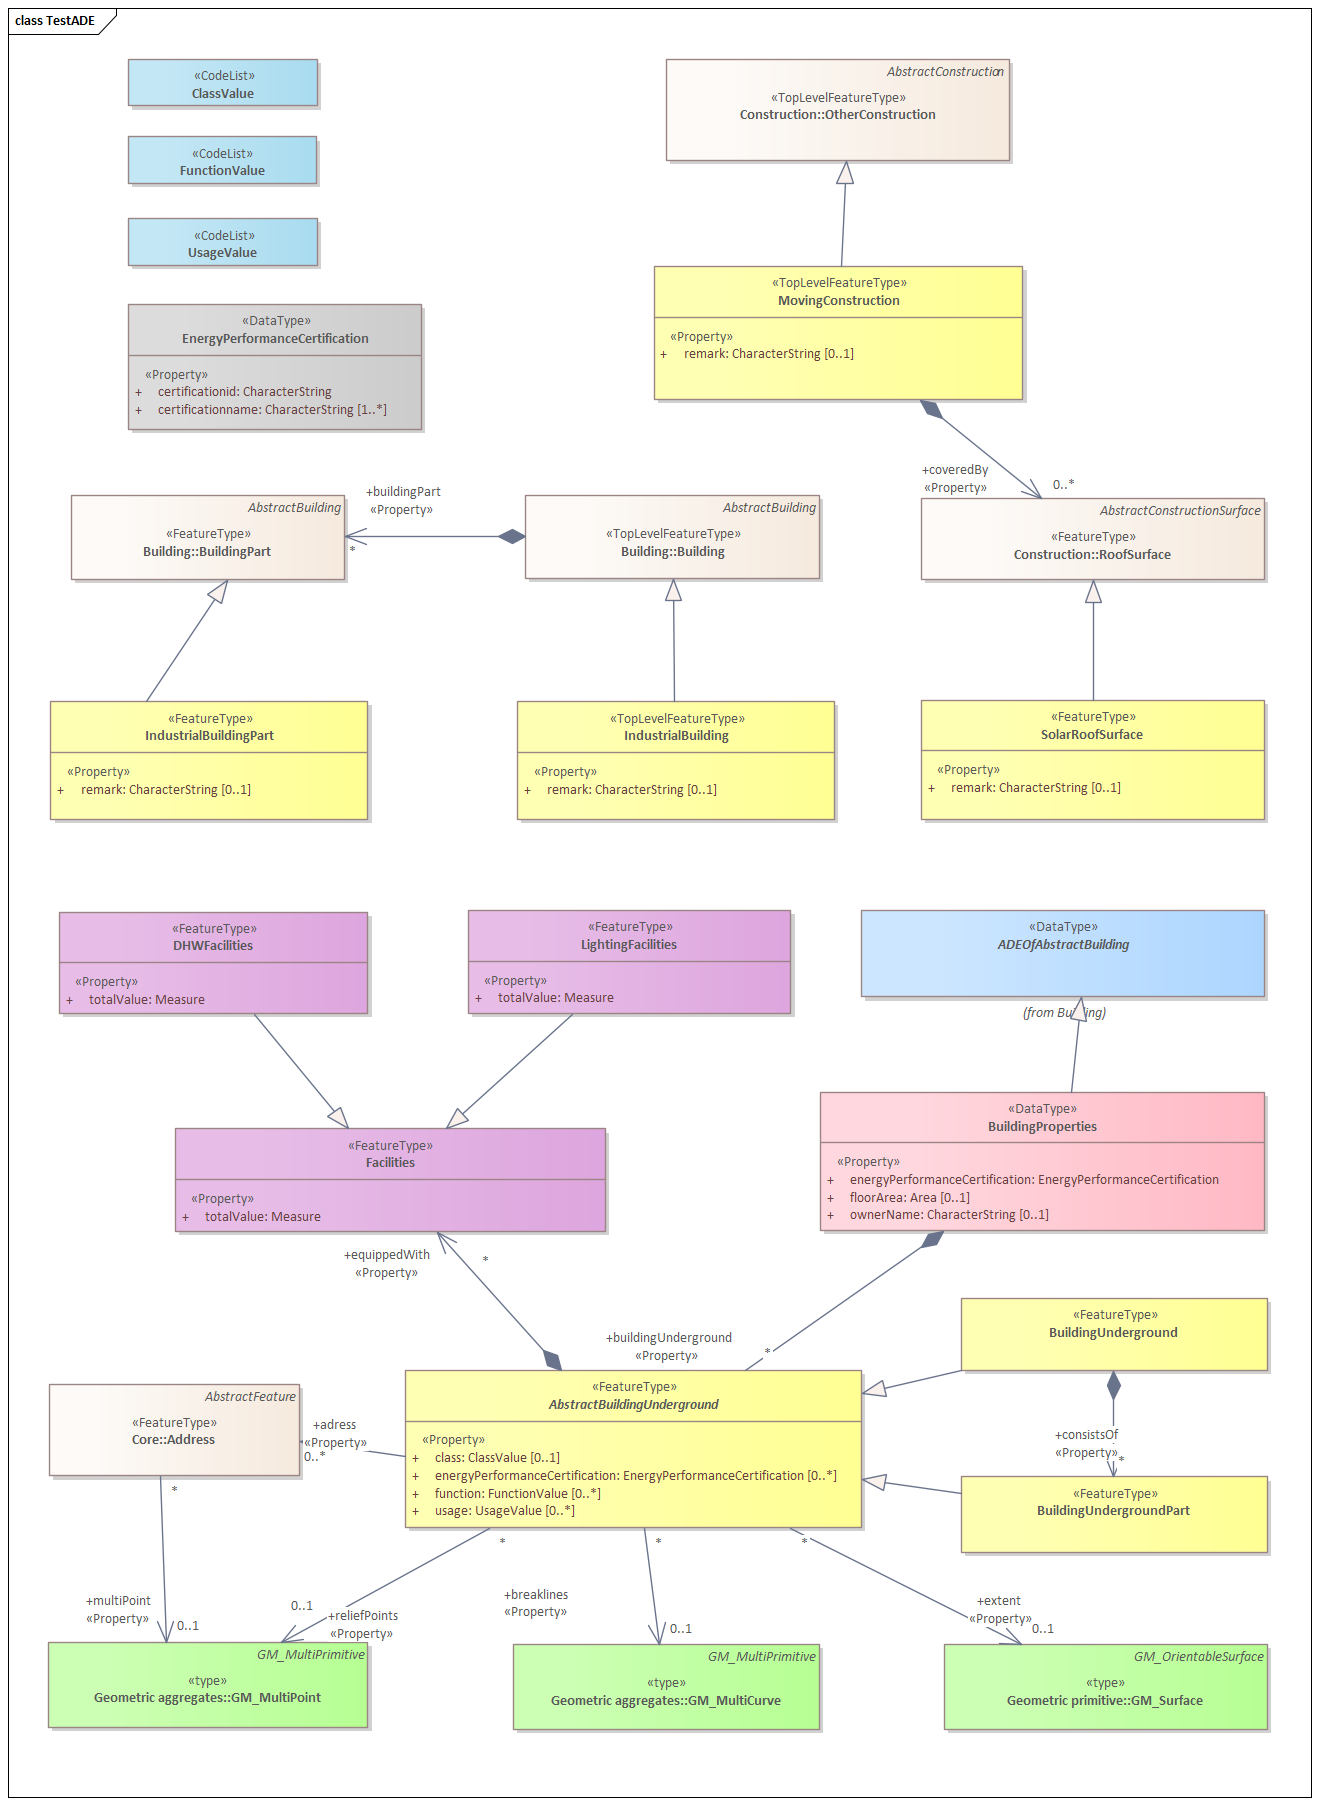 class TestADE
«CodeList»
ClassValue
«CodeList»
FunctionValue
«CodeList»
UsageValue
«DataType»
EnergyPerformanceCertification
«Property»
+ certificationid: CharacterString
+ certificationname: CharacterString [1..*]
AbstractConstruction
«TopLevelFeatureType»
Construction::OtherConstruction
«TopLevelFeatureType»
MovingConstruction
«Property»
+ remark: CharacterString [0..1]
+coveredBy
«Property»
0..*
AbstractBuilding
«FeatureType»
Building::BuildingPart
+buildingPart
«Property»
*
AbstractBuilding
«TopLevelFeatureType»
Building::Building
AbstractConstructionSurface
«FeatureType»
Construction::RoofSurface
«FeatureType»
IndustrialBuildingPart
«Property»
+ remark: CharacterString [0..1]
«TopLevelFeatureType»
IndustrialBuilding
«Property»
+ remark: CharacterString [0..1]
«FeatureType»
SolarRoofSurface
«Property»
+ remark: CharacterString [0..1]
«FeatureType»
DHWFacilities
«Property»
+ totalValue: Measure
«FeatureType»
LightingFacilities
«Property»
+ totalValue: Measure
«DataType»
ADEOfAbstractBuilding
(from Building)
«FeatureType»
Facilities
«Property»
+ totalValue: Measure
«DataType»
BuildingProperties
«Property»
+ energyPerformanceCertification: EnergyPerformanceCertification
+ floorArea: Area [0..1]
+ ownerName: CharacterString [0..1]
+equippedWith
«Property»
*
+buildingUnderground
«Property»
*
«FeatureType»
BuildingUnderground
«FeatureType»
AbstractBuildingUnderground
«Property»
+ class: ClassValue [0..1]
+ energyPerformanceCertification: EnergyPerformanceCertification [0..*]
+ function: FunctionValue [0..*]
+ usage: UsageValue [0..*]
AbstractFeature
«FeatureType»
Core::Address
+adress
«Property»
0..*
+consistsOf
«Property»
*
«FeatureType»
BuildingUndergroundPart
*
*
*
*
+multiPoint
«Property»
0..1
0..1
+reliefPoints
«Property»
+breaklines
«Property»
0..1
+extent
«Property»
0..1
GM_MultiPrimitive
«type»
Geometric aggregates::GM_MultiPoint
GM_MultiPrimitive
«type»
Geometric aggregates::GM_MultiCurve
GM_OrientableSurface
«type»
Geometric primitive::GM_Surface